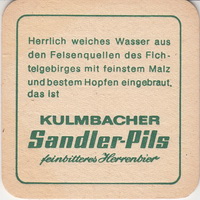 Herrlich weiches Wasser aus
den Felsenquellen des Fich-
telgebirges mit feinstem Malz
und bestem Hopfen eingebraut,
das ist
KULMBACHER
Sandler-Pils
feinbitteres Herrenbier